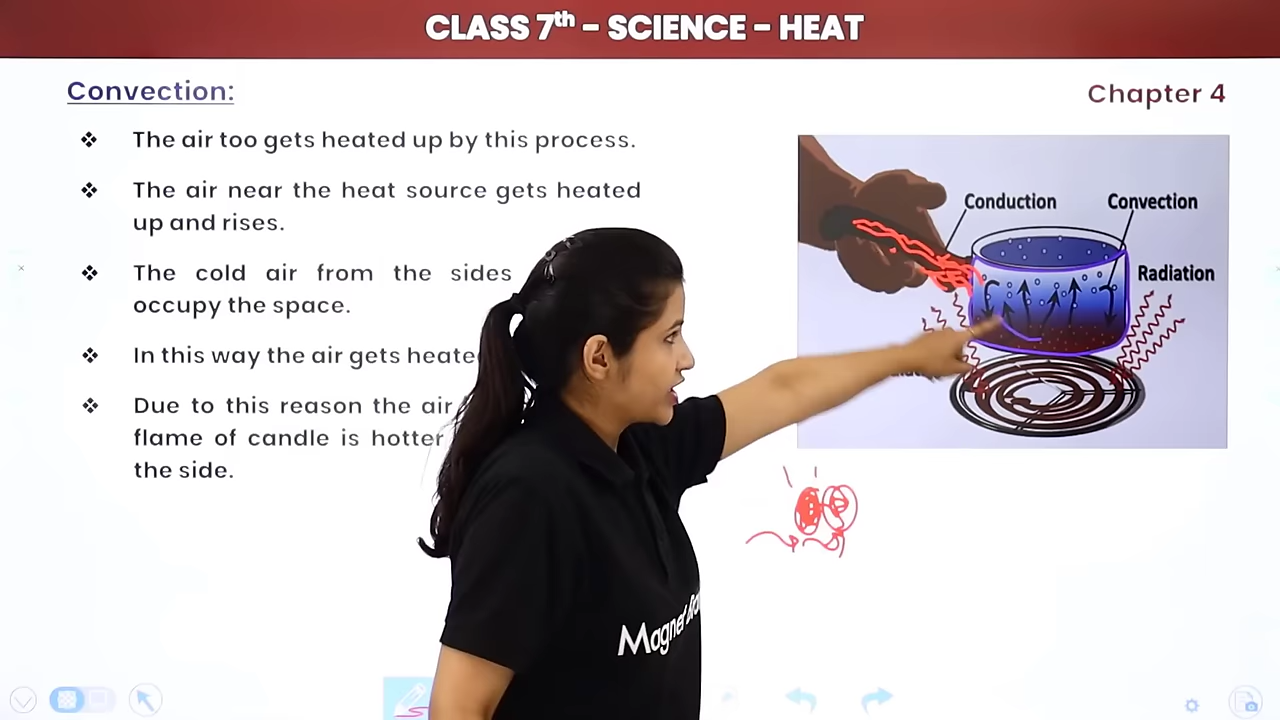 CLASS 7th - SCIENCE - HEAT
Convection:
Chapter 4
❖ The air too gets heated up by this process.
❖ The air near the heat source gets heated
up and rises.
❖ The cold air from the sides
occupy the space.
❖ In this way the air gets
❖ Due to this reason the air
flame of candle is hotter
the side.
Conduction
Convection
Radiation